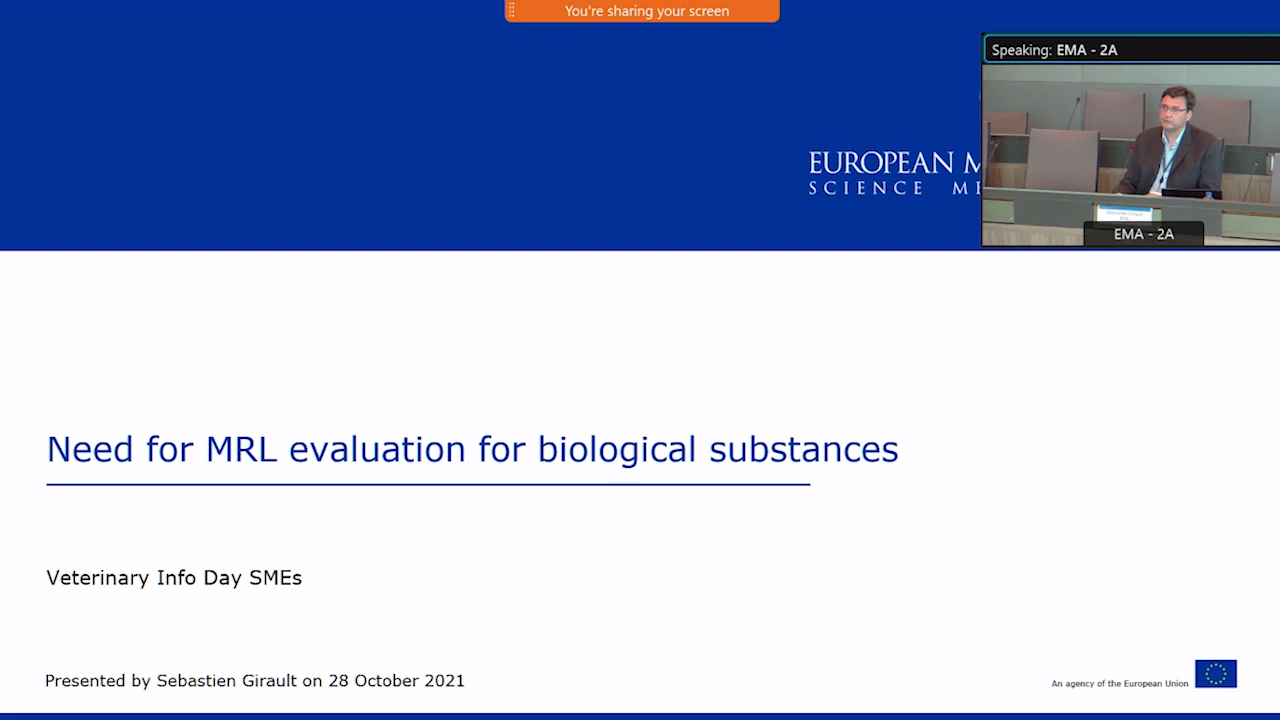 You're sharing your screen
Speaking: EMA - 2A
EUROPEAN M
SCIENCE ME
EMA - 2A
Need for MRL evaluation for biological substances
Veterinary Info Day SMEs
Presented by Sebastien Girault on 28 October 2021
An agency of the European Union